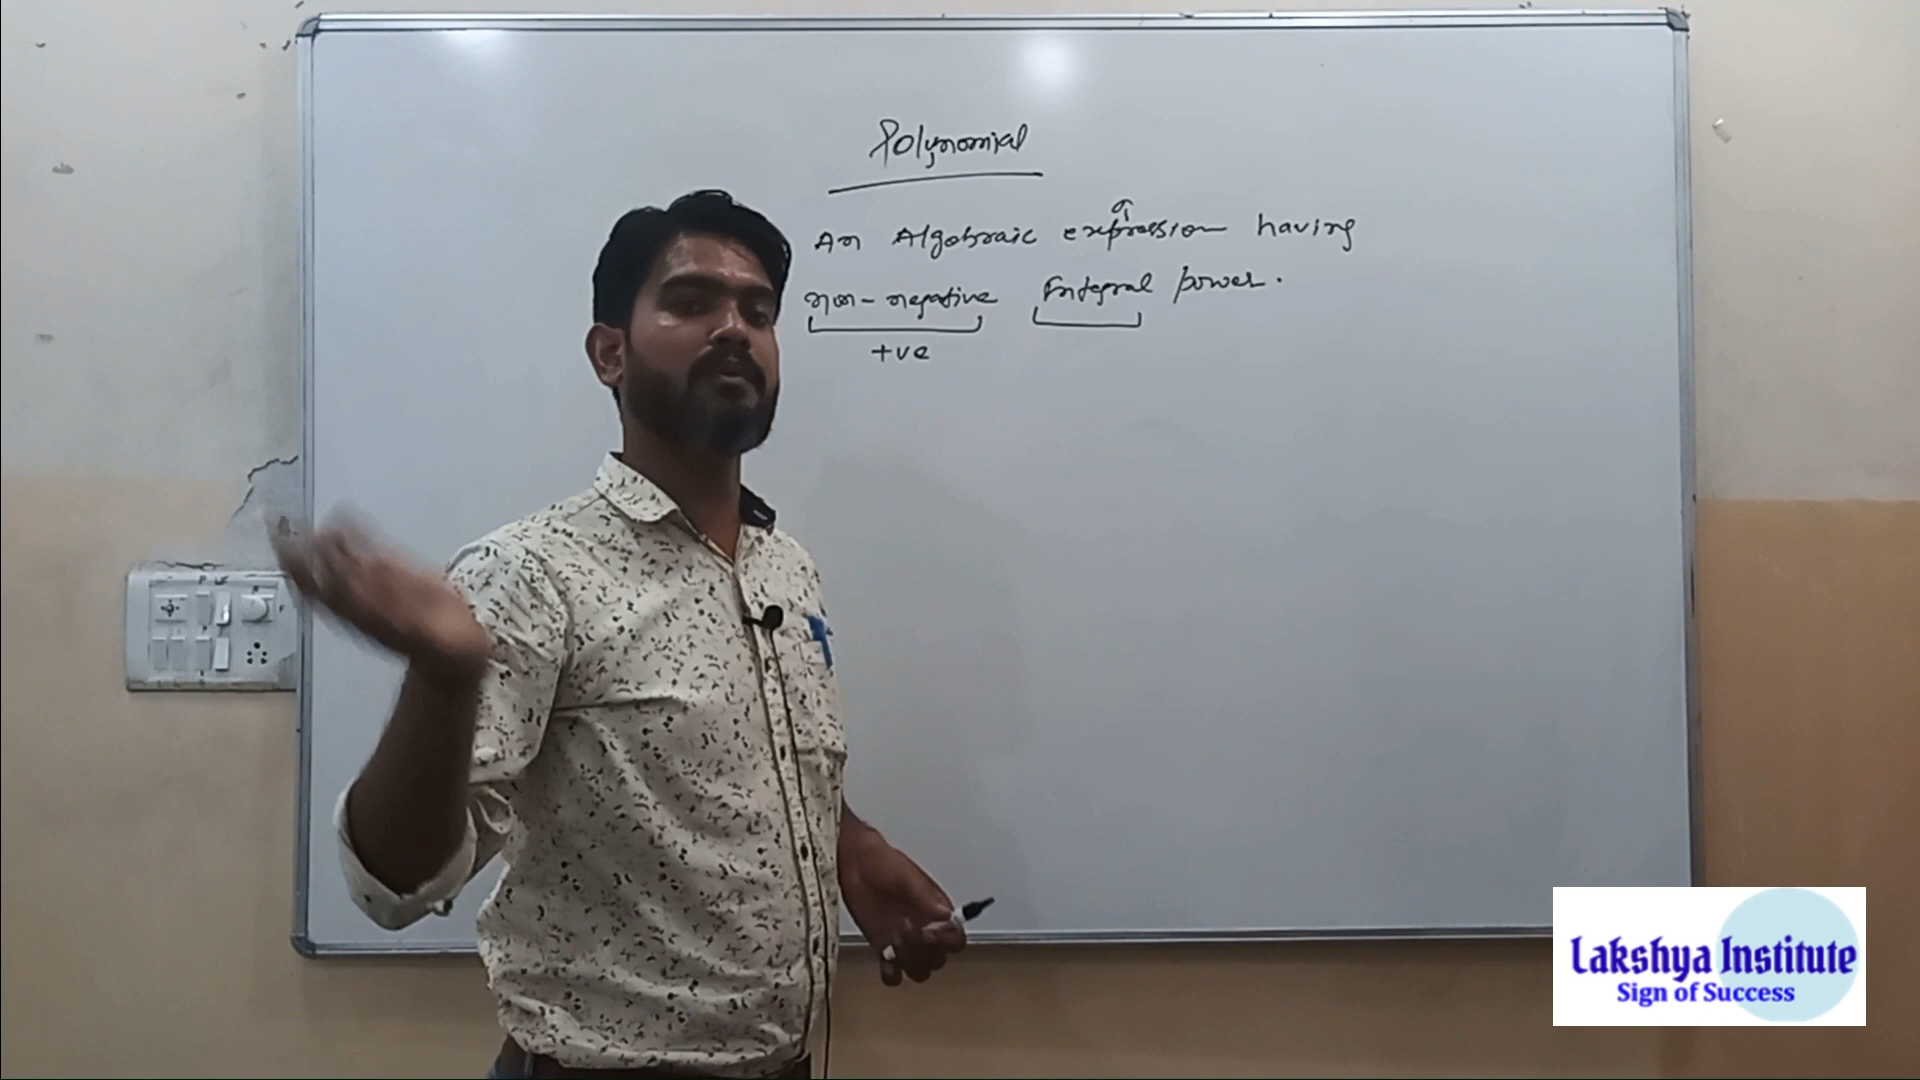 Polynomial
An Algebraic expression having
non-negative Integral power.
+ve
Lakshya Institute
Sign of Success